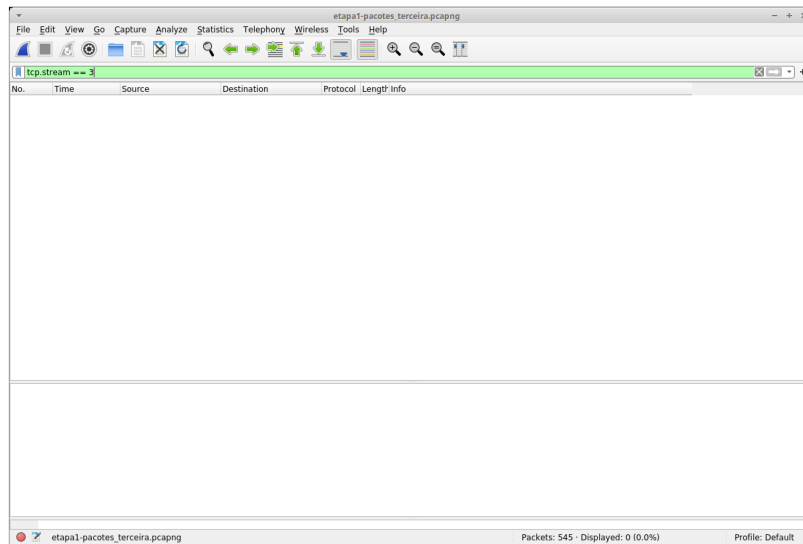 etapa1-pacotes_terceira.pcapng
File Edit View Go Capture Analyze Statistics Telephony Wireless Tools Help
tcp.stream == 3
No. Time Source Destination Protocol Length Info
etapa1-pacotes_terceira.pcapng Packets: 545 · Displayed: 0 (0.0%) Profile: Default